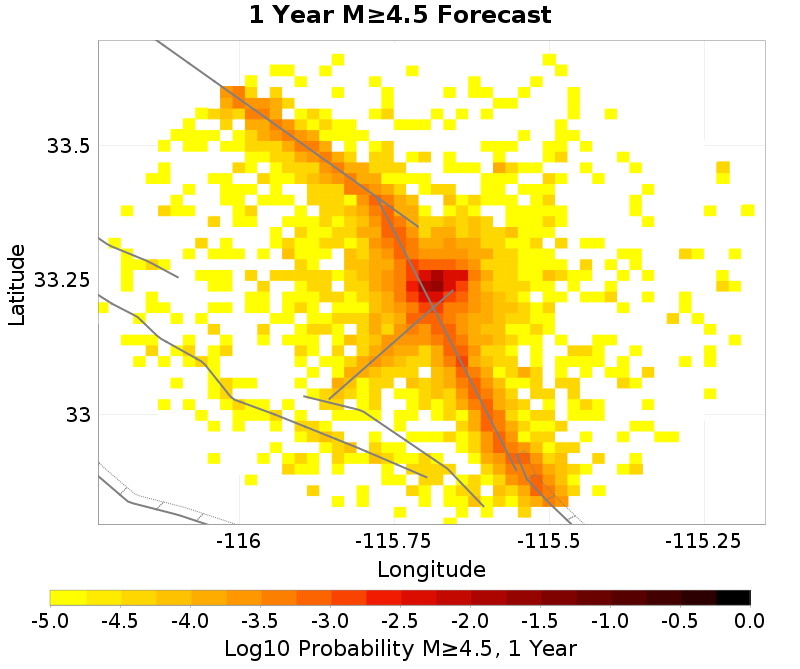 1 Year M≥4.5 Forecast
Latitude
33.5
33.25
33
-116 -115.75 -115.5 -115.25
Longitude
-5.0 -4.5 -4.0 -3.5 -3.0 -2.5 -2.0 -1.5 -1.0 -0.5 0.0
Log10 Probability M≥4.5, 1 Year